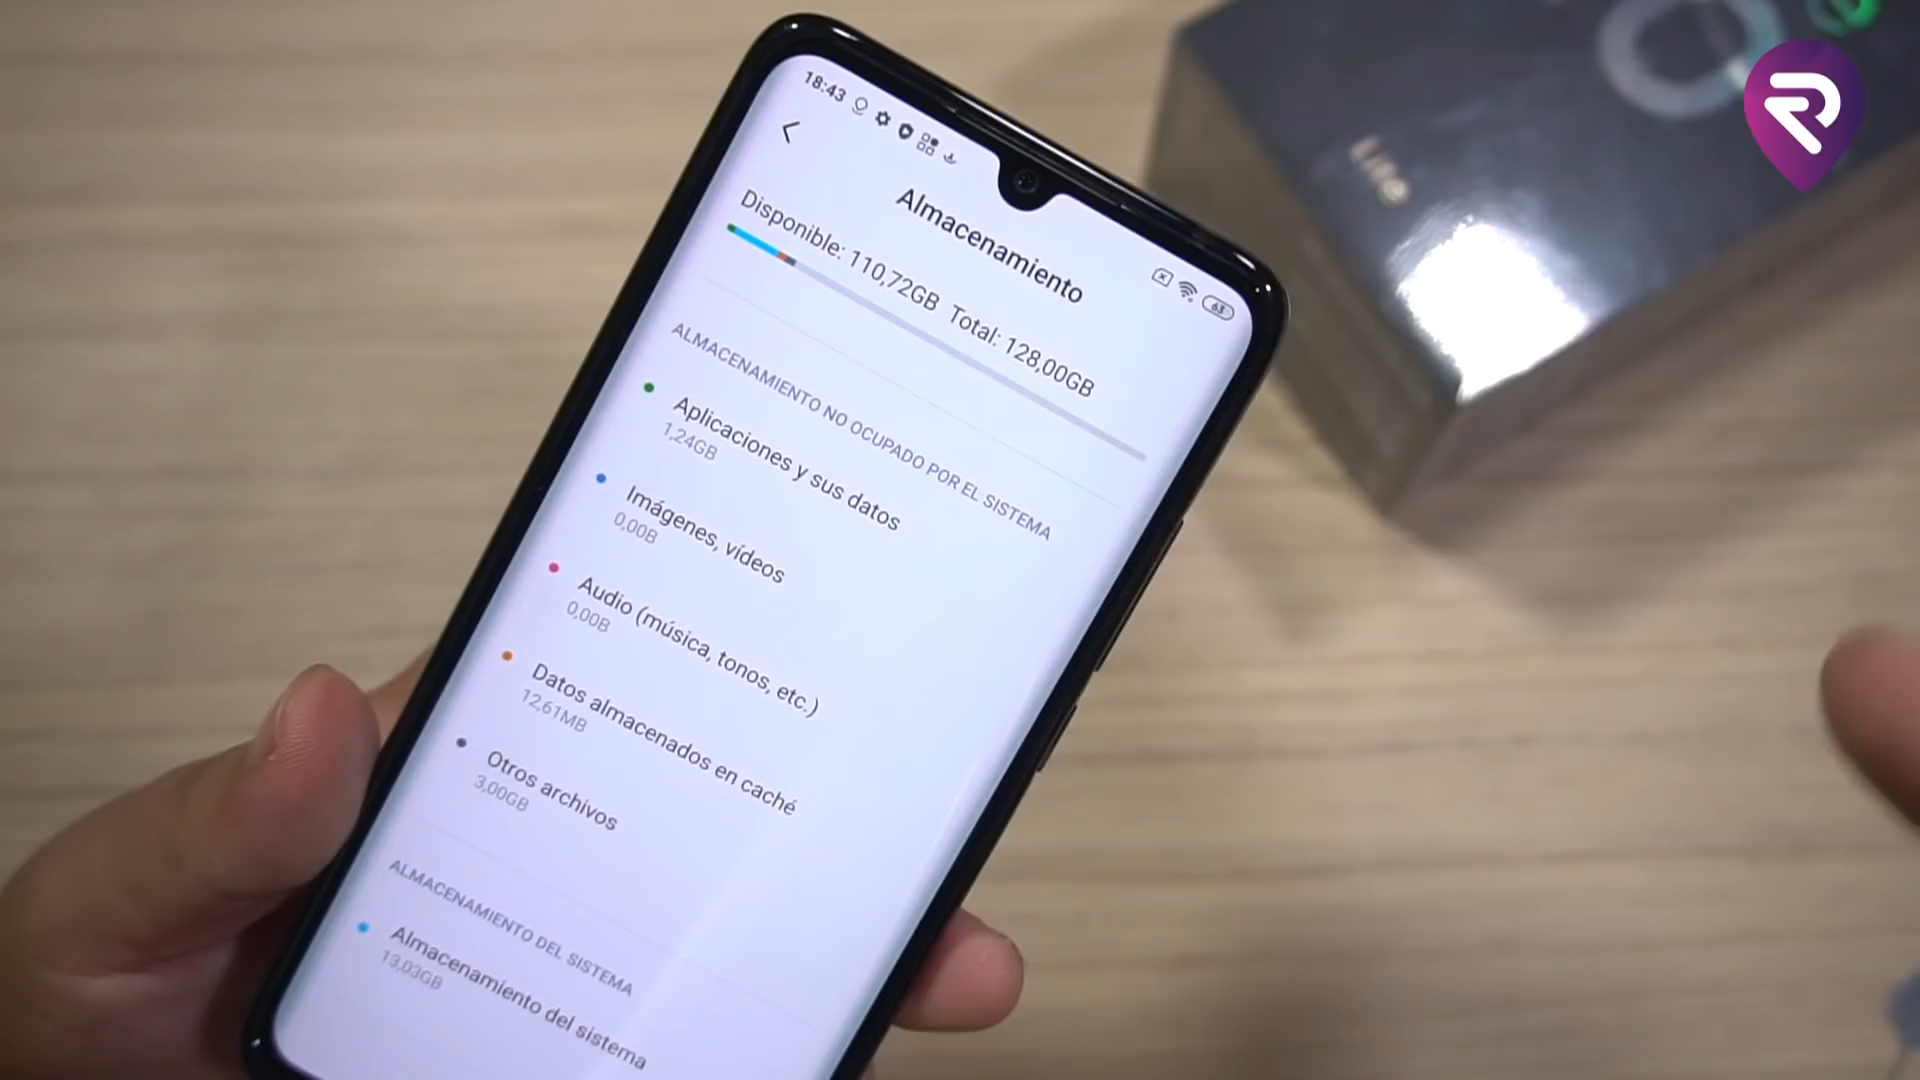 18:43
63
Almacenamiento
Disponible: 110,72GB Total: 128,00GB
ALMACENAMIENTO NO OCUPADO POR EL SISTEMA
Aplicaciones y sus datos
1,24GB
Imágenes, vídeos
0,00B
Audio (música, tonos, etc.)
0,00B
Datos almacenados en caché
12,61MB
Otros archivos
3,00GB
ALMACENAMIENTO DEL SISTEMA
Almacenamiento del sistema
13,03GB
Lite